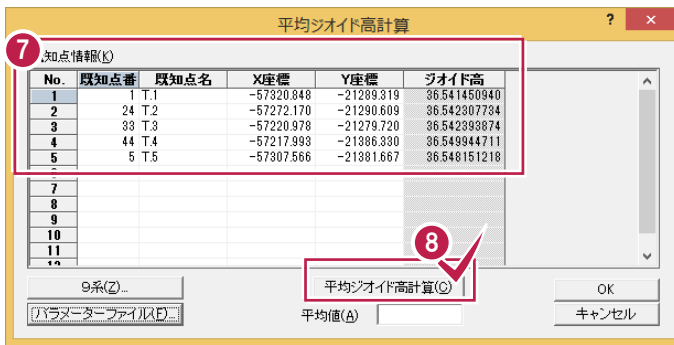 平均ジオイド高計算 ? ×
7 知点情報(K)
No. 既知点番 既知点名 X座標 Y座標 ジオイド高
1 1 T.1 -57320.848 -21289.319 36.541450940
2 24 T.2 -57272.170 -21290.609 36.542307734
3 33 T.3 -57220.978 -21279.720 36.542393874
4 44 T.4 -57217.993 -21386.330 36.549944711
5 5 T.5 -57307.566 -21381.667 36.548151218
7
8
9
10
11
8
9系(Z)... 平均ジオイド高計算(C) OK
パラメーターファイル(F)... 平均値(A) キャンセル